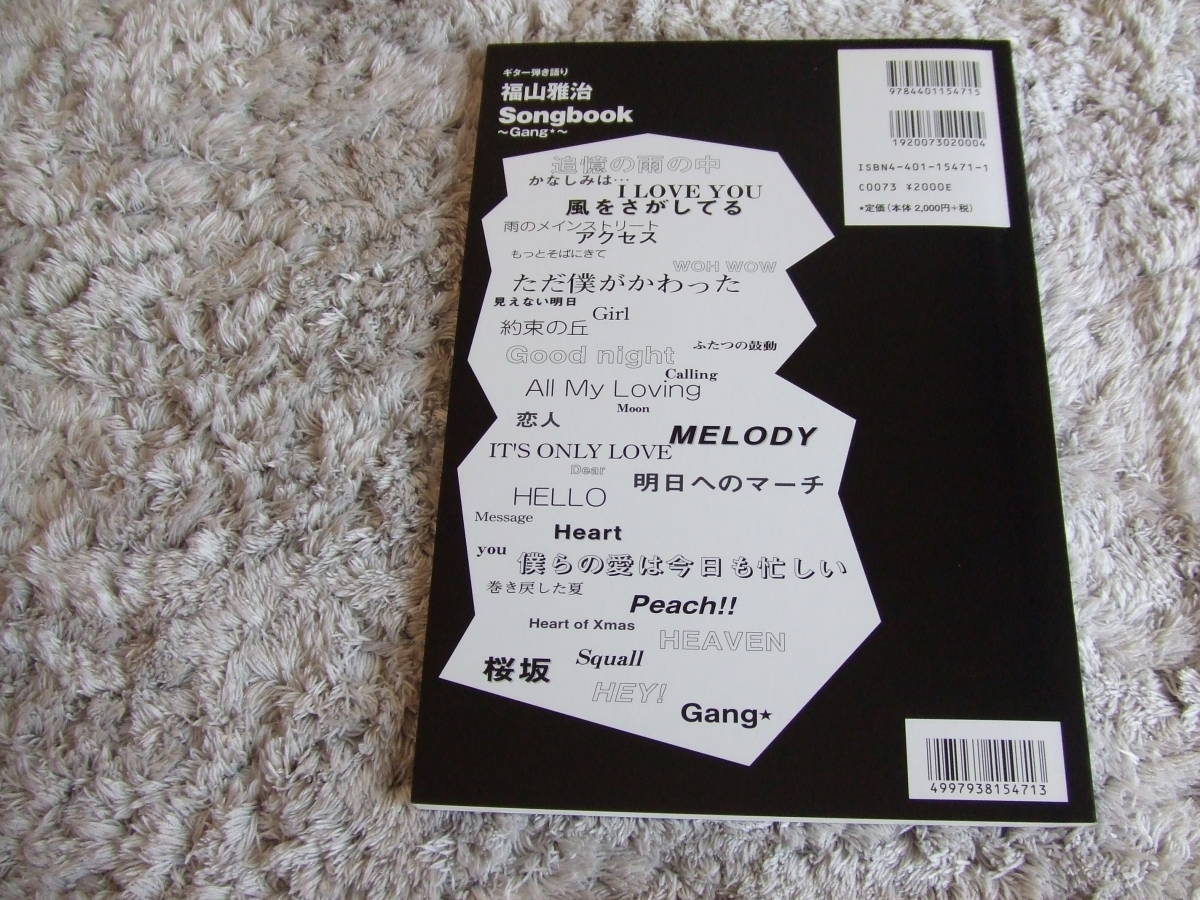 ギター弾き語り
福山雅治
Songbook
～Gang★～
追憶の雨の中
かなしみは…
I LOVE YOU
風をさがしてる
雨のメインストリート
アクセス
もっとそばにきて
WOH WOW
ただ僕がかわった
見えない明日
Girl
約束の丘
ふたつの鼓動
Good night
Calling
All My Loving
Moon
恋人
MELODY
IT'S ONLY LOVE
Dear
明日へのマーチ
HELLO
Message
Heart
you
僕らの愛は今日も忙しい
巻き戻した夏
Peach!!
Heart of Xmas
HEAVEN
Squall
桜坂
HEY!
Gang★
9784401154715
1920073020004
ISBN4-401-15471-1
C0073 ¥2000E
★定価（本体 2,000円+税）
4997938154713